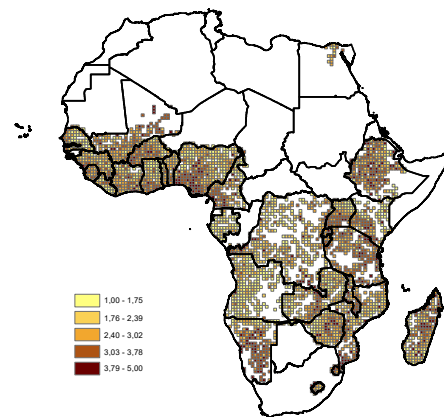 1,00 - 1,75
1,76 - 2,39
2,40 - 3,02
3,03 - 3,78
3,79 - 5,00